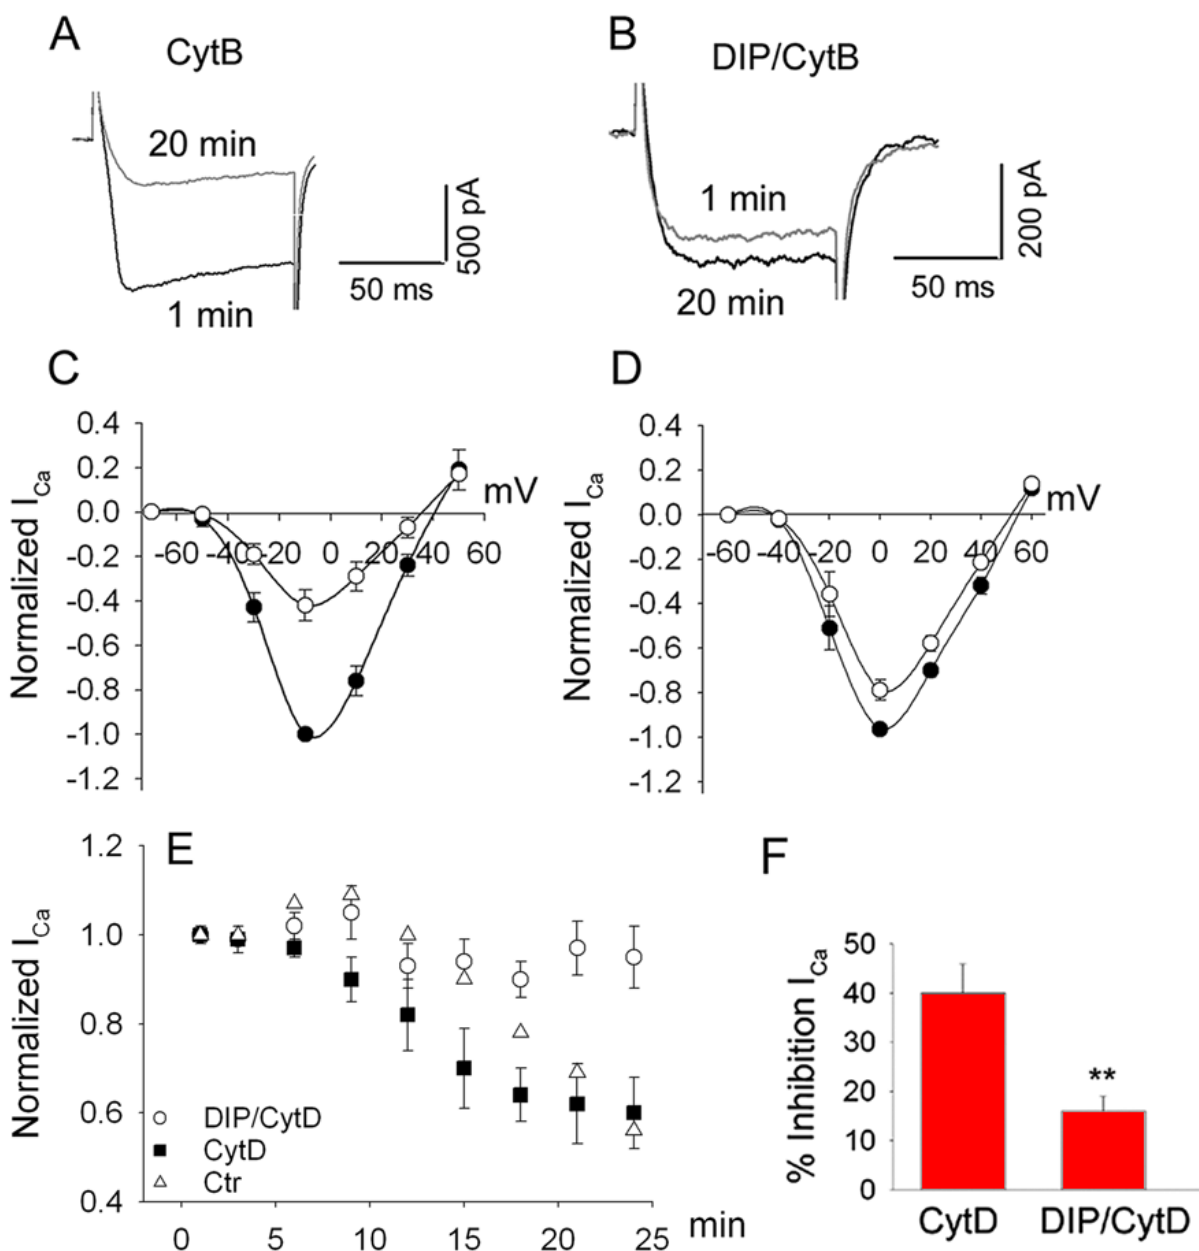 A
CytB
20 min
1 min
500 pA
50 ms
B
DIP/CytB
1 min
20 min
200 pA
50 ms
C
Normalized I_Ca
0.4
0.2
0.0
-0.2
-0.4
-0.6
-0.8
-1.0
-1.2
-60 -40 -20 0 20 40 60
mV
D
Normalized I_Ca
0.4
0.2
0.0
-0.2
-0.4
-0.6
-0.8
-1.0
-1.2
-60 -40 -20 0 20 40 60
mV
E
Normalized I_Ca
1.2
1.0
0.8
0.6
0.4
DIP/CytD
CytD
Ctr
0 5 10 15 20 25
min
F
% Inhibition I_Ca
50
40
30
20
10
0
**
CytD DIP/CytD